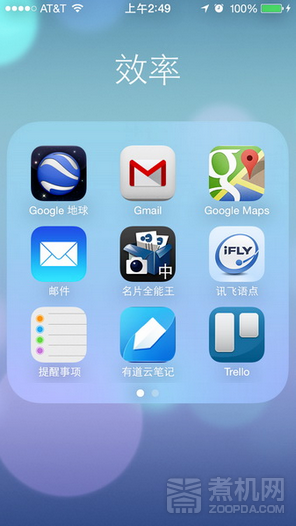 AT&T 上午2:49 100%
效率
Google 地球 Gmail Google Maps
中 iFLY
邮件 名片全能王 讯飞语点
提醒事项 有道云笔记 Trello
煮机网
ZOOPDA.COM